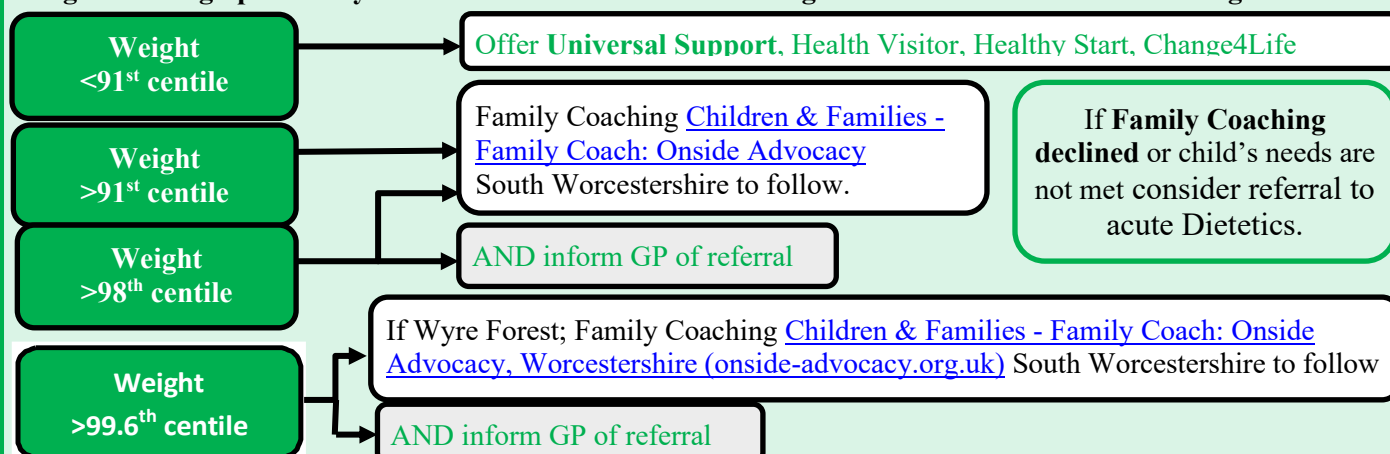 Weight
<91st centile
Offer Universal Support, Health Visitor, Healthy Start, Change4Life
Weight
>91st centile
Family Coaching Children & Families -
Family Coach: Onside Advocacy
South Worcestershire to follow.
If Family Coaching
declined or child's needs are
not met consider referral to
acute Dietetics.
Weight
>98th centile
AND inform GP of referral
Weight
>99.6th centile
If Wyre Forest; Family Coaching Children & Families - Family Coach: Onside
Advocacy, Worcestershire (onside-advocacy.org.uk) South Worcestershire to follow
AND inform GP of referral